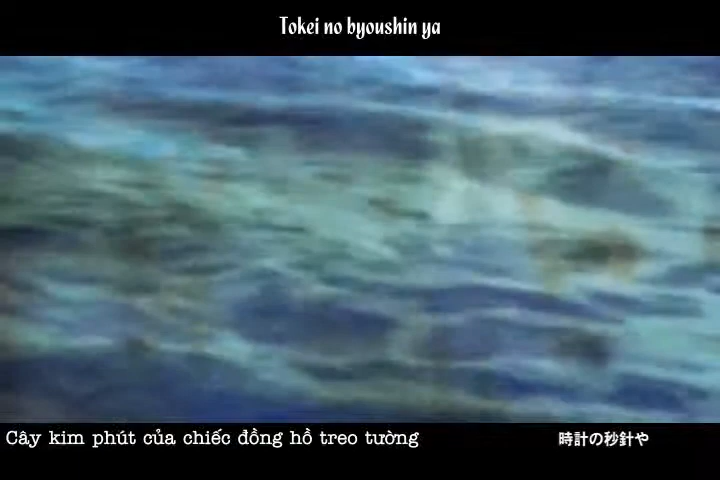 Tokei no byoushin ya
Cây kim phút của chiếc đồng hồ treo tường
時計の秒針や